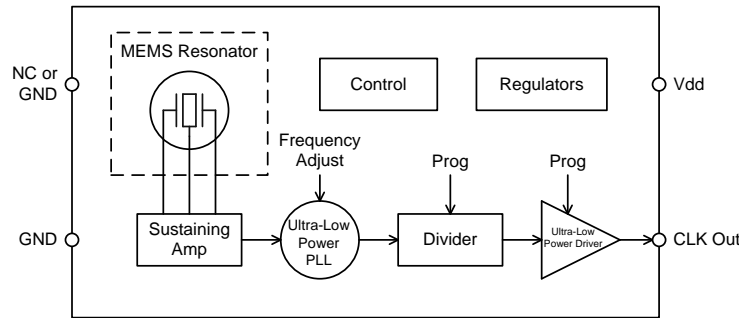 MEMS Resonator
NC or
GND
Control
Regulators
Vdd
Frequency
Adjust
Prog
Prog
GND
Sustaining
Amp
Ultra-Low
Power
PLL
Divider
Ultra-Low
Power Driver
CLK Out